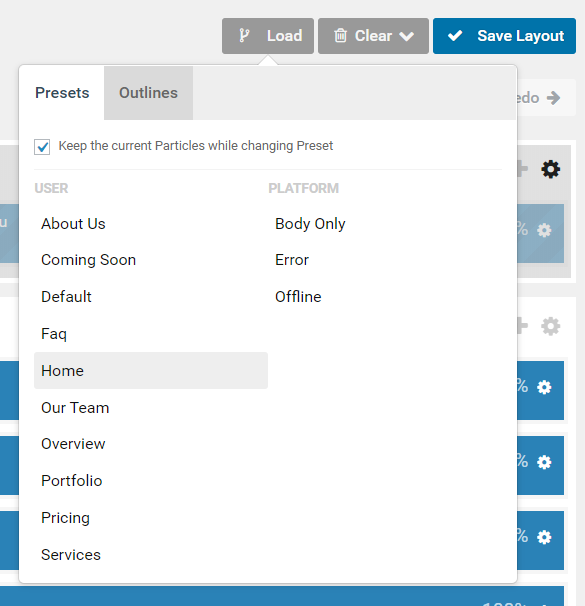 Load Clear Save Layout
Presets Outlines
edo
Keep the current Particles while changing Preset
USER PLATFORM
u %
About Us Body Only
Coming Soon Error
Default Offline
Faq
Home
%
Our Team
Overview
%
Portfolio
Pricing
%
Services